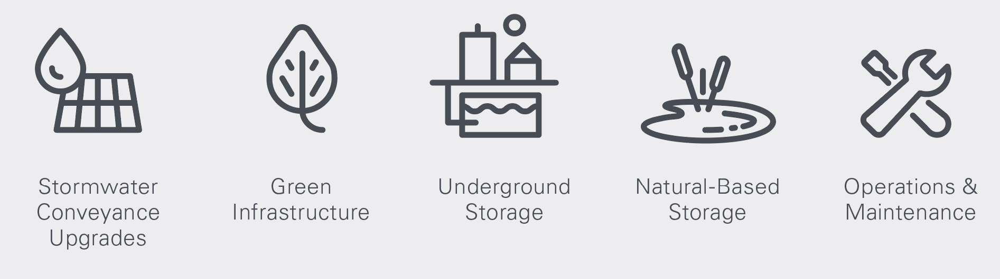 Stormwater
Conveyance
Upgrades
Green
Infrastructure
Underground
Storage
Natural-Based
Storage
Operations &
Maintenance